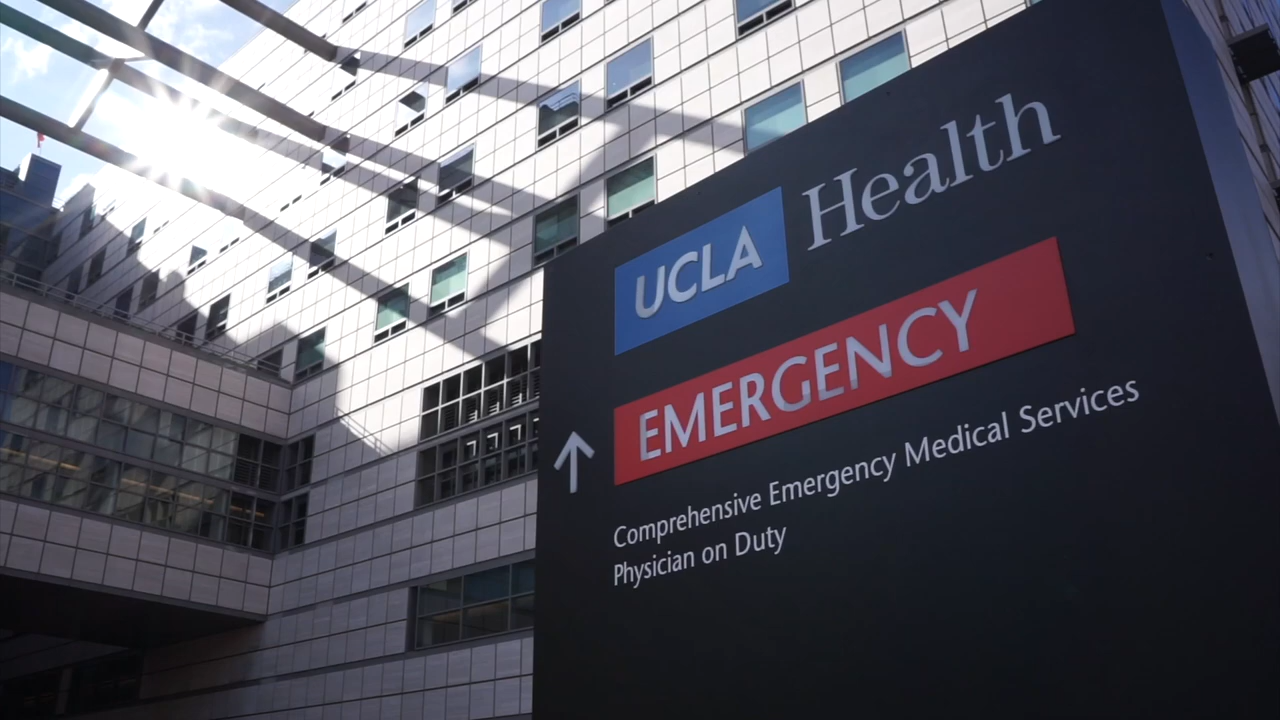 UCLA Health
EMERGENCY
Comprehensive Emergency Medical Services
Physician on Duty